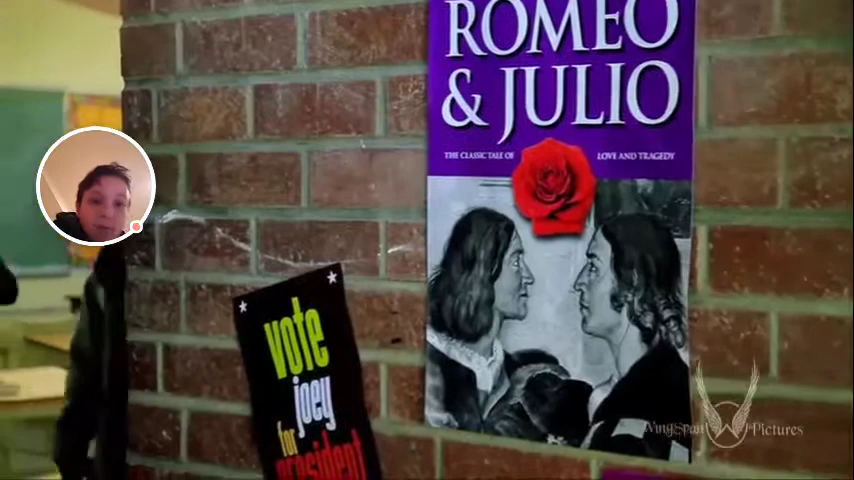 ROMEO
& JULIO
THE CLASSIC TALE OF LOVE AND TRAGEDY
vote
joey
for
president
WingSpan Pictures